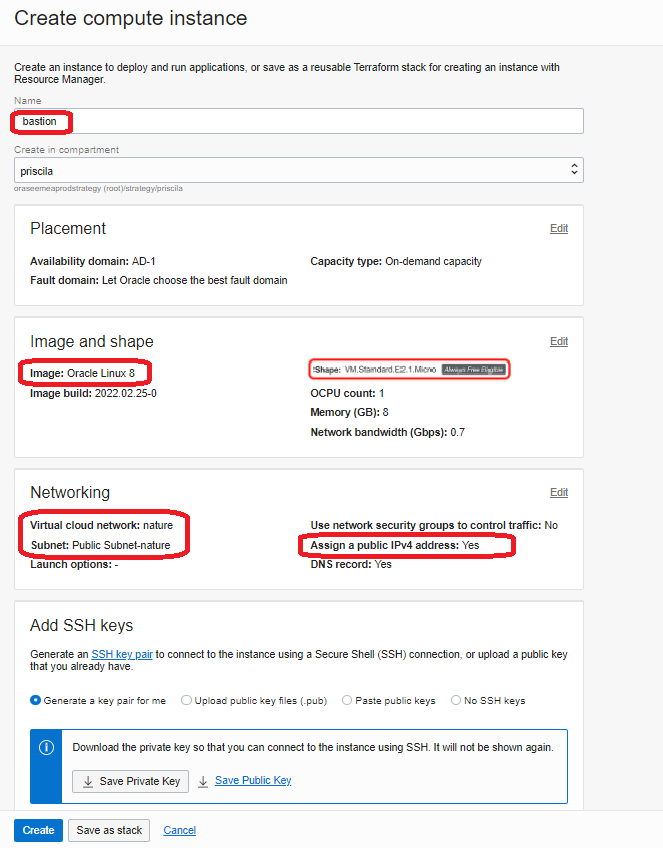 Create compute instance
Create an instance to deploy and run applications, or save as a reusable Terraform stack for creating an instance with
Resource Manager.
Name
bastion
Create in compartment
priscila
oraseemeaprodstrategy (root)/strategy/priscila
Placement
Edit
Availability domain: AD-1
Capacity type: On-demand capacity
Fault domain: Let Oracle choose the best fault domain
Image and shape
Edit
Image: Oracle Linux 8
Shape: VM.Standard.E2.1.Micro Always Free Eligible
Image build: 2022.02.25-0
OCPU count: 1
Memory (GB): 8
Network bandwidth (Gbps): 0.7
Networking
Edit
Virtual cloud network: nature
Use network security groups to control traffic: No
Subnet: Public Subnet-nature
Assign a public IPv4 address: Yes
Launch options: -
DNS record: Yes
Add SSH keys
Generate an SSH key pair to connect to the instance using a Secure Shell (SSH) connection, or upload a public key
that you already have.
Generate a key pair for me
Upload public key files (.pub)
Paste public keys
No SSH keys
Download the private key so that you can connect to the instance using SSH. It will not be shown again.
Save Private Key
Save Public Key
Create
Save as stack
Cancel